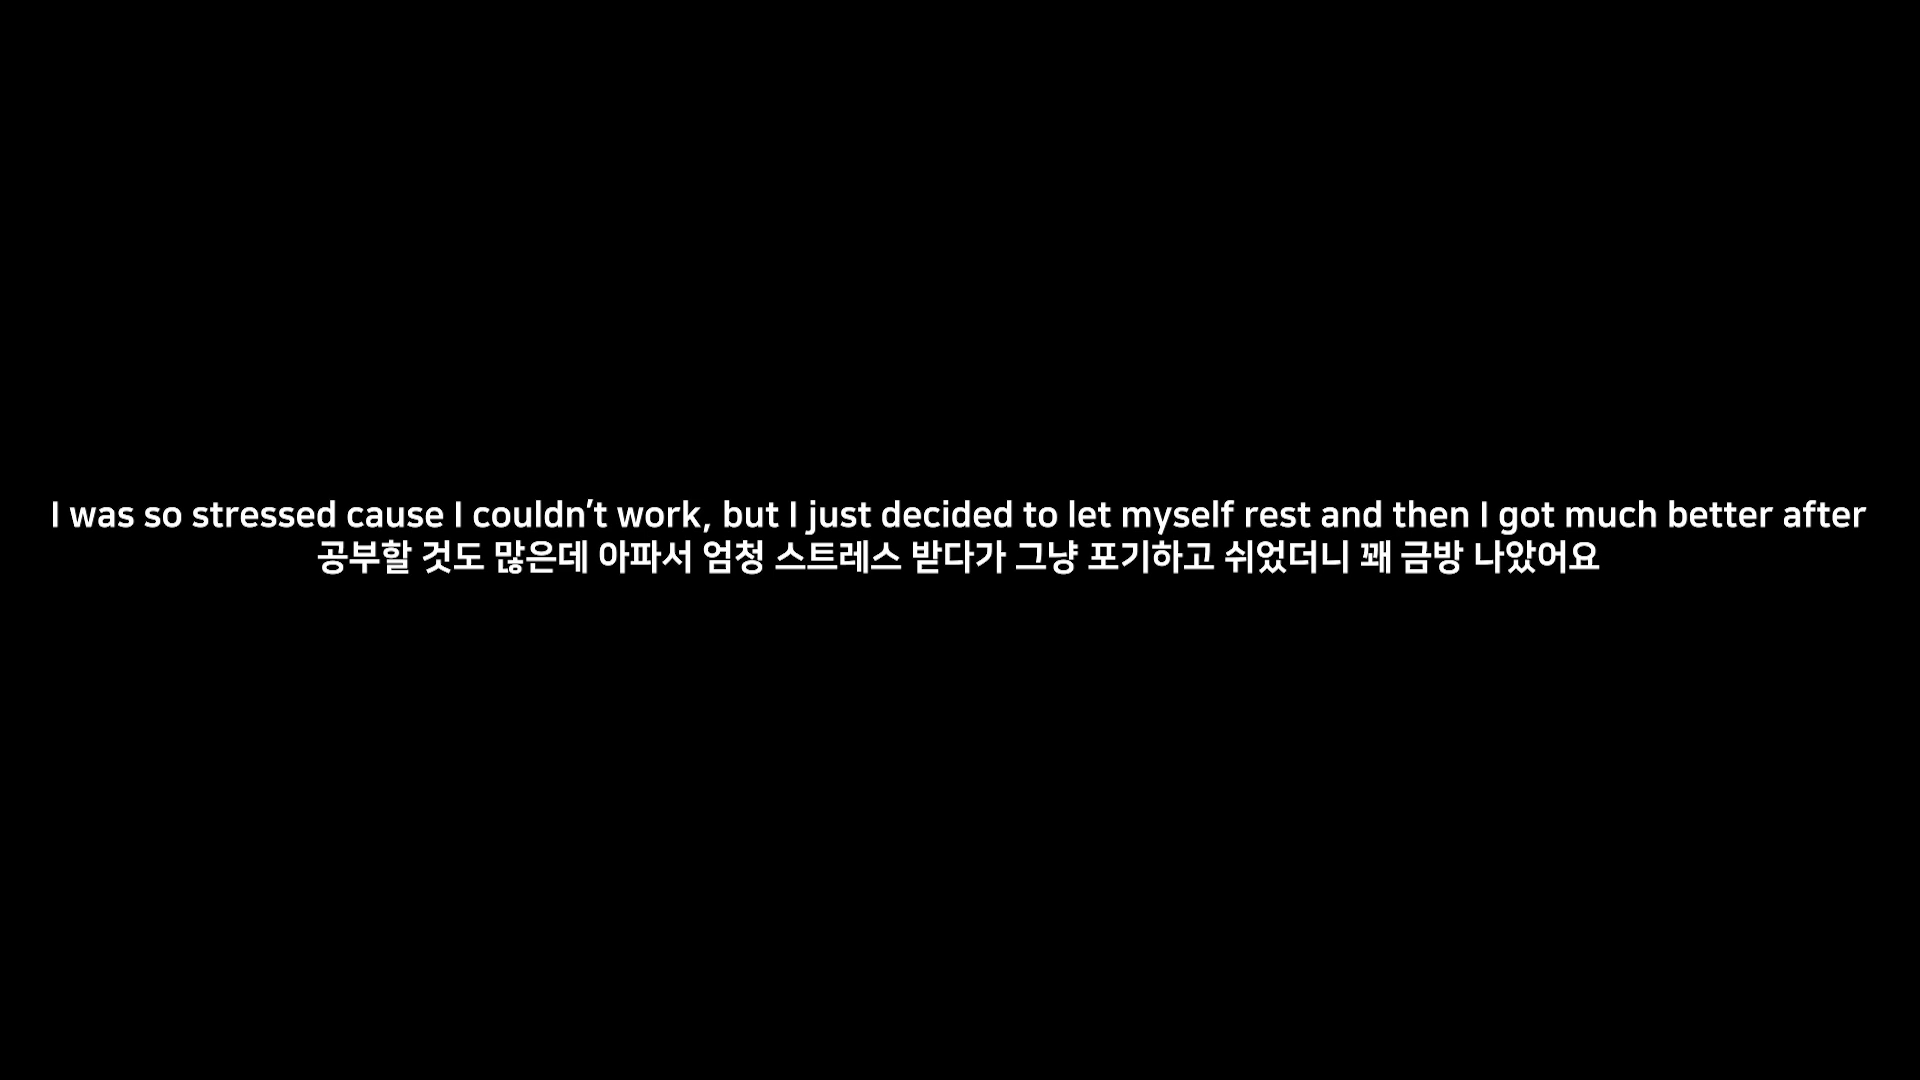 I was so stressed cause I couldn't work, but I just decided to let myself rest and then I got much better after
공부할 것도 많은데 아파서 엄청 스트레스 받다가 그냥 포기하고 쉬었더니 꽤 금방 나았어요